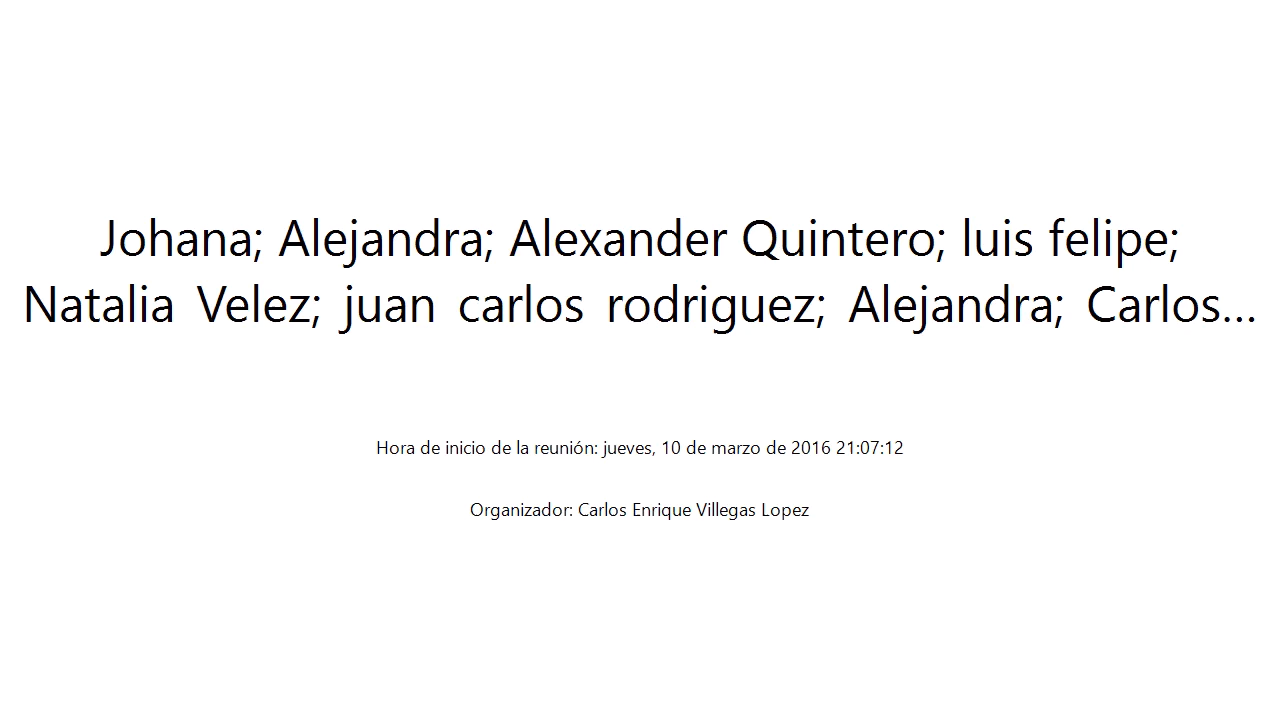 Johana; Alejandra; Alexander Quintero; luis felipe;
Natalia Velez; juan carlos rodriguez; Alejandra; Carlos...
Hora de inicio de la reunión: jueves, 10 de marzo de 2016 21:07:12
Organizador: Carlos Enrique Villegas Lopez